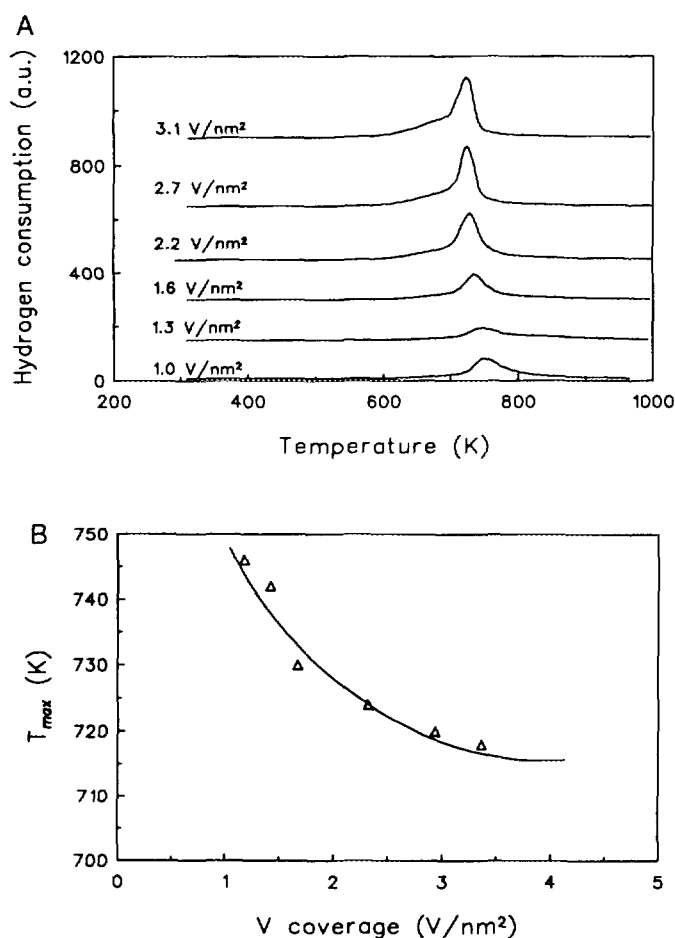 A
Hydrogen consumption (a.u.)
1200
800
400
0
3.1 V/nm²
2.7 V/nm²
2.2 V/nm²
1.6 V/nm²
1.3 V/nm²
1.0 V/nm²
200 400 600 800 1000
Temperature (K)
B
T_max (K)
750
740
730
720
710
700
0 1 2 3 4 5
V coverage (V/nm²)